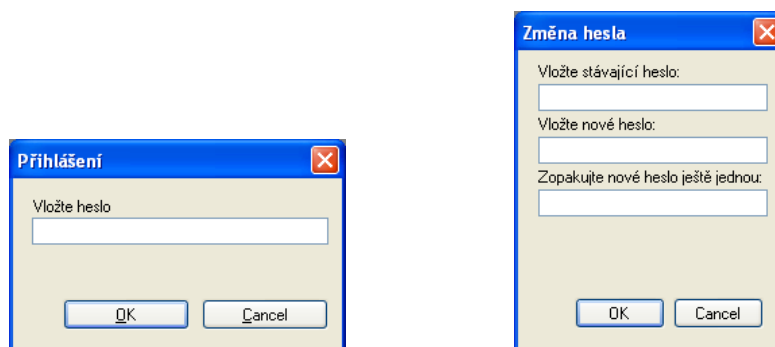 Přihlášení
Vložte heslo
OK
Cancel
Změna hesla
Vložte stávající heslo:
Vložte nové heslo:
Zopakujte nové heslo ještě jednou:
OK
Cancel